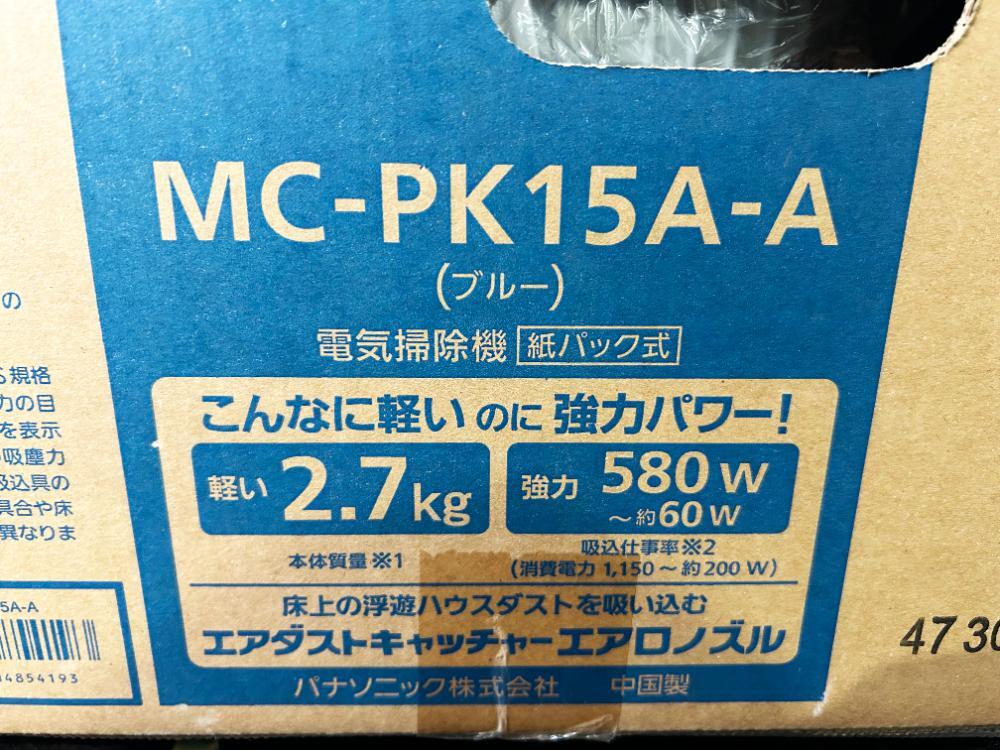 MC-PK15A-A
(ブルー)
電気掃除機 紙パック式
こんなに軽いのに強力パワー!
軽い 2.7kg
本体質量※1
強力 580W
～約60W
吸込仕事率※2
(消費電力1,150～約200W)
床上の浮遊ハウスダストを吸い込む
エアダストキャッチャーエアロノズル
パナソニック株式会社 中国製
の
規格
力の目
を表示
吸塵力
吸込具の
具合や床
異なりま
5A-A
4854193
47 30